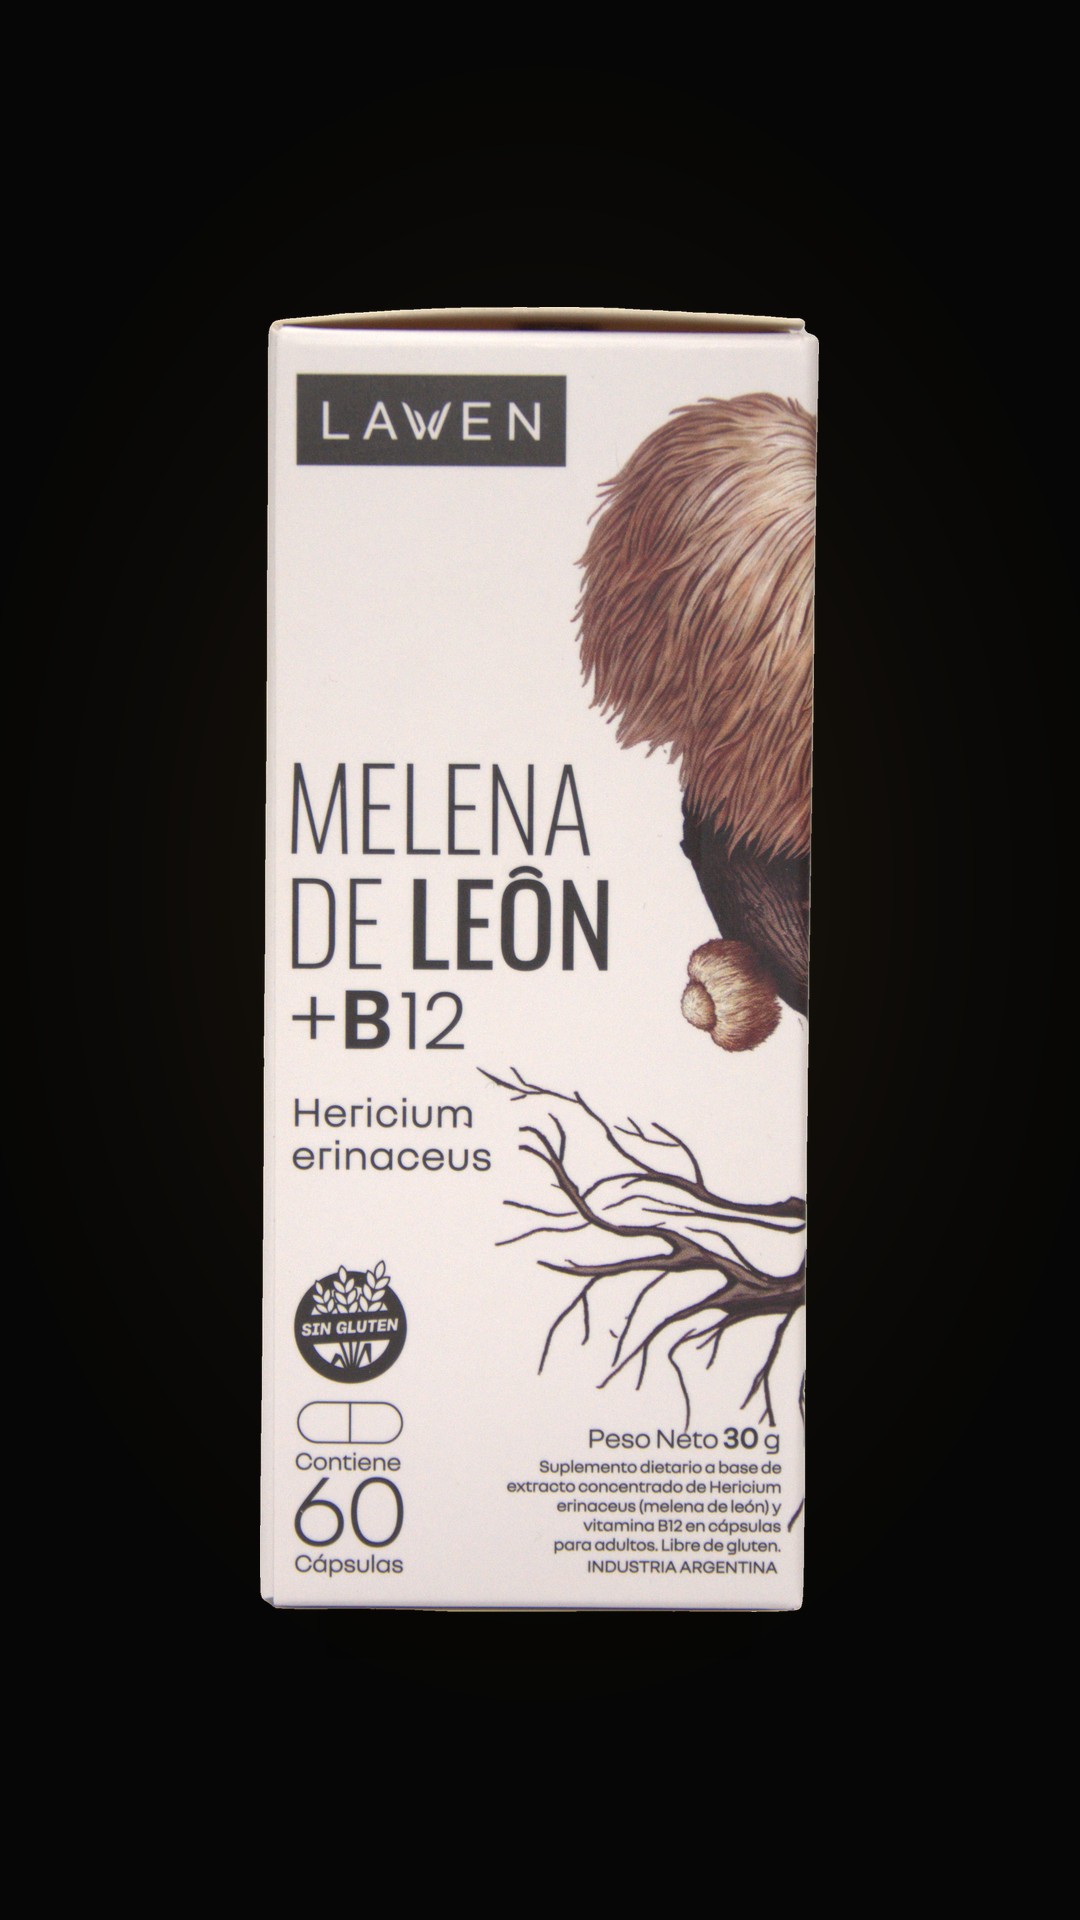 LAWEN
MELENA
DE LEÔN
+B12
Hericium
erinaceus
SIN GLUTEN
Contiene
60
Cápsulas
Peso Neto 30 g
Suplemento dietario a base de
extracto concentrado de Hericium
erinaceus (melena de león) y
vitamina B12 en cápsulas
para adultos. Libre de gluten.
INDUSTRIA ARGENTINA